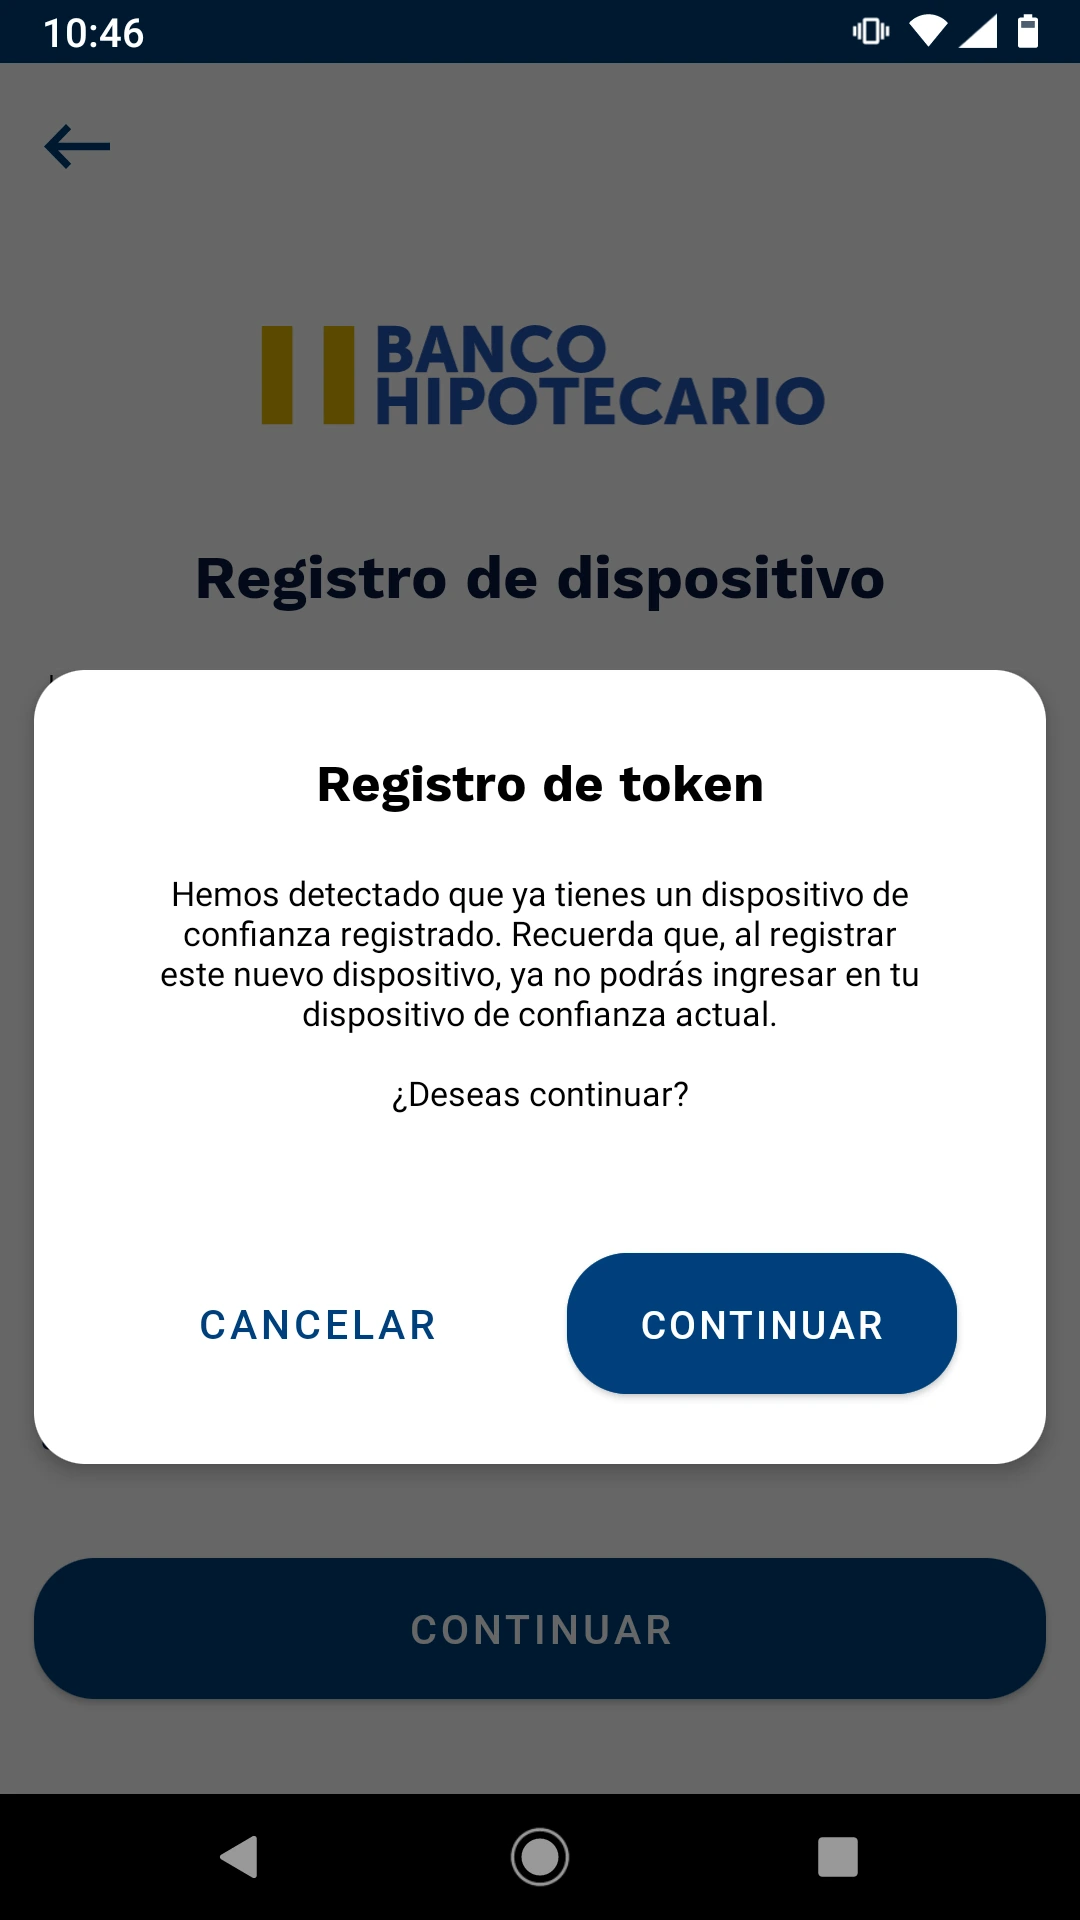 10:46
BANCO
HIPOTECARIO
Registro de dispositivo
Registro de token
Hemos detectado que ya tienes un dispositivo de
confianza registrado. Recuerda que, al registrar
este nuevo dispositivo, ya no podrás ingresar en tu
dispositivo de confianza actual.
¿Deseas continuar?
CANCELAR
CONTINUAR
CONTINUAR